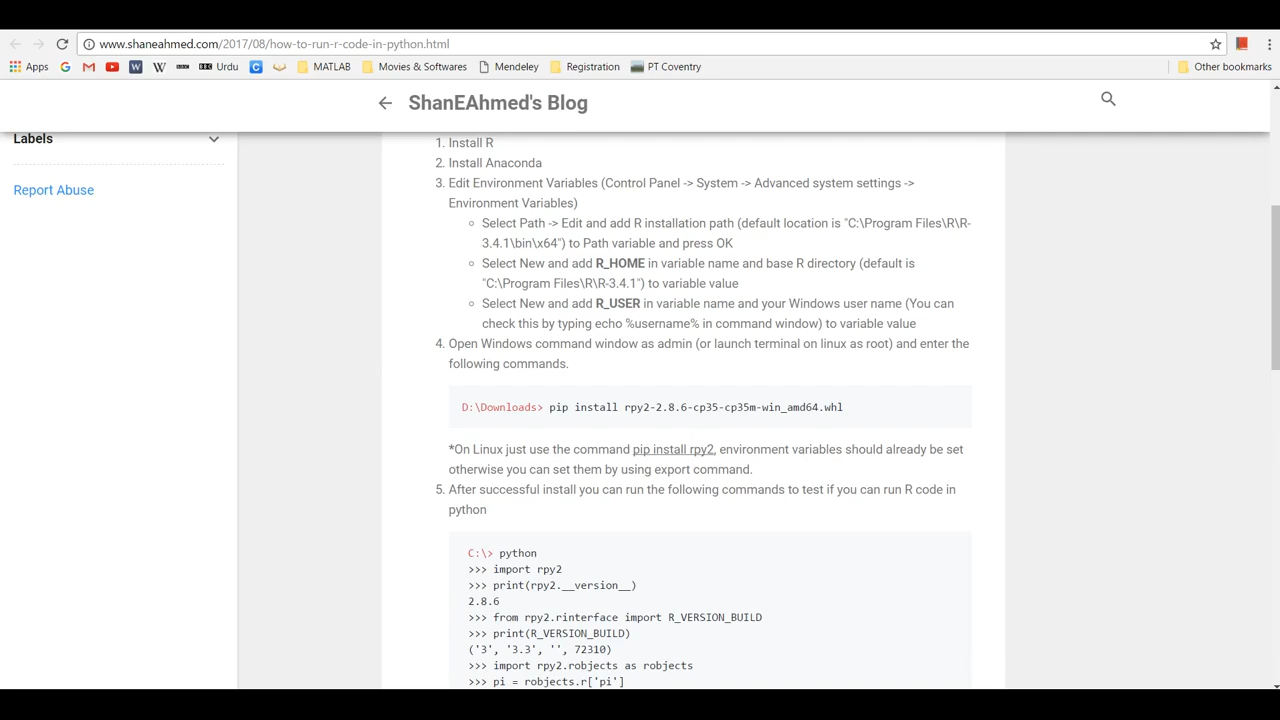 www.shaneahmed.com/2017/08/how-to-run-r-code-in-python.html
Apps W W BBC BBC Urdu C MATLAB Movies & Softwares Mendeley Registration PT Coventry Other bookmarks
ShanEAhmed's Blog
Labels
Report Abuse
1. Install R
2. Install Anaconda
3. Edit Environment Variables (Control Panel -> System -> Advanced system settings ->
Environment Variables)
Select Path -> Edit and add R installation path (default location is "C:\Program Files\R\R-
3.4.1\bin\x64") to Path variable and press OK
Select New and add R_HOME in variable name and base R directory (default is
"C:\Program Files\R\R-3.4.1") to variable value
Select New and add R_USER in variable name and your Windows user name (You can
check this by typing echo %username% in command window) to variable value
4. Open Windows command window as admin (or launch terminal on linux as root) and enter the
following commands.
D:\Downloads> pip install rpy2-2.8.6-cp35-cp35m-win_amd64.whl
*On Linux just use the command pip install rpy2, environment variables should already be set
otherwise you can set them by using export command.
5. After successful install you can run the following commands to test if you can run R code in
python
C:\> python
>>> import rpy2
>>> print(rpy2.__version__)
2.8.6
>>> from rpy2.rinterface import R_VERSION_BUILD
>>> print(R_VERSION_BUILD)
('3', '3.3', '', 72310)
>>> import rpy2.robjects as robjects
>>> pi = robjects.r['pi']